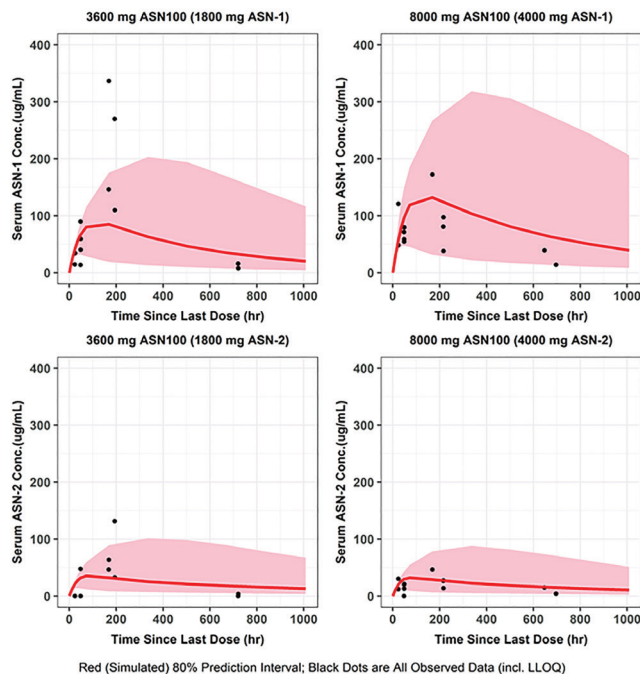 3600 mg ASN100 (1800 mg ASN-1)
8000 mg ASN100 (4000 mg ASN-1)
Serum ASN-1 Conc.(ug/mL)
400
300
200
100
0
400
300
200
100
0
0 200 400 600 800 1000
0 200 400 600 800 1000
Time Since Last Dose (hr)
Time Since Last Dose (hr)
3600 mg ASN100 (1800 mg ASN-2)
8000 mg ASN100 (4000 mg ASN-2)
Serum ASN-2 Conc.(ug/mL)
400
300
200
100
0
Serum ASN-2 Conc.(ug/mL)
400
300
200
100
0
0 200 400 600 800 1000
0 200 400 600 800 1000
Time Since Last Dose (hr)
Time Since Last Dose (hr)
Red (Simulated) 80% Prediction Interval; Black Dots are All Observed Data (incl. LLOQ)